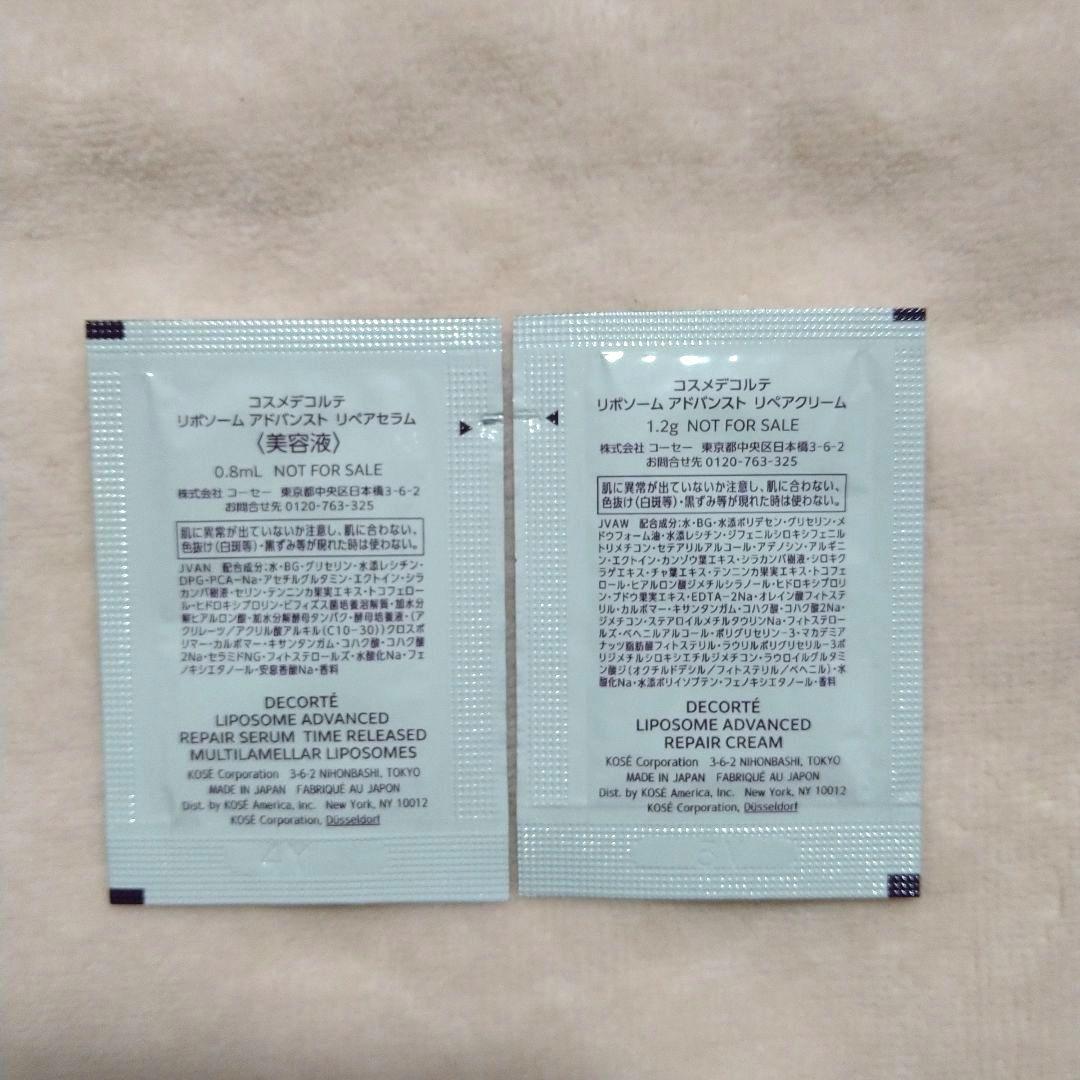 コスメデコルテ
リポソーム アドバンスト リペアセラム
〈美容液〉
0.8mL NOT FOR SALE
株式会社 コーセー 東京都中央区日本橋3-6-2
お問合せ先 0120-763-325
肌に異常が出ていないか注意し、肌に合わない、
色抜け(白斑等)・黒ずみ等が現れた時は使わない。
JVAN 配合成分:水・BG・グリセリン・水添レシチン・
DPG・PCA-Na・アセチルグルタミン・エクトイン・シラ
カンバ樹液・セリン・テンニンカ果実エキス・トコフェロー
ル・ヒドロキシプロリン・ビフィズス菌培養溶解質・加水分
解ヒアルロン酸・加水分解酵母タンパク・酵母培養液・(ア
クリレーツ/アクリル酸アルキル(C10-30))クロスポ
リマー・カルボマー・キサンタンガム・コハク酸・コハク酸
2Na・セラミドNG・フィトステロールズ・水酸化Na・フェ
ノキシエタノール・安息香酸Na・香料
DECORTÉ
LIPOSOME ADVANCED
REPAIR SERUM TIME RELEASED
MULTILAMELLAR LIPOSOMES
KOSÉ Corporation 3-6-2 NIHONBASHI, TOKYO
MADE IN JAPAN FABRIQUÉ AU JAPON
Dist. by KOSÉ America, Inc. New York, NY 10012
KOSÉ Corporation, Düsseldorf
コスメデコルテ
リポソーム アドバンスト リペアクリーム
1.2g NOT FOR SALE
株式会社 コーセー 東京都中央区日本橋3-6-2
お問合せ先 0120-763-325
肌に異常が出ていないか注意し、肌に合わない、
色抜け(白斑等)・黒ずみ等が現れた時は使わない。
JVAW 配合成分:水・BG・水添ポリデセン・グリセリン・メ
ドウフォーム油・水添レシチン・ジフェニルシロキシフェニル
トリメチコン・セテアリルアルコール・アデノシン・アルギニ
ン・エクトイン・カンゾウ葉エキス・シラカンバ樹液・シロキクラ
ゲエキス・チャ葉エキス・テンニンカ果実エキス・トコフェ
ロール・ヒアルロン酸ジメチルシラノール・ヒドロキシプロリ
ン・ブドウ果実エキス・EDTA-2Na・オレイン酸フィトステ
リル・カルボマー・キサンタンガム・コハク酸・コハク酸2Na・
ジメチコン・ステアロイルメチルタウリンNa・フィトステロー
ルズ・ベヘニルアルコール・ポリグリセリン-3・マカデミア
ナッツ脂肪酸フィトステリル・ラウリルポリグリセリル-3ポ
リジメチルシロキシエチルジメチコン・ラウロイルグルタミ
ン酸ジ(オクチルドデシル/フィトステリル/ベヘニル)・水
酸化Na・水添ポリイソブテン・フェノキシエタノール・香料
DECORTÉ
LIPOSOME ADVANCED
REPAIR CREAM
KOSÉ Corporation 3-6-2 NIHONBASHI, TOKYO
MADE IN JAPAN FABRIQUÉ AU JAPON
Dist. by KOSÉ America, Inc. New York, NY 10012
KOSÉ Corporation, Düsseldorf